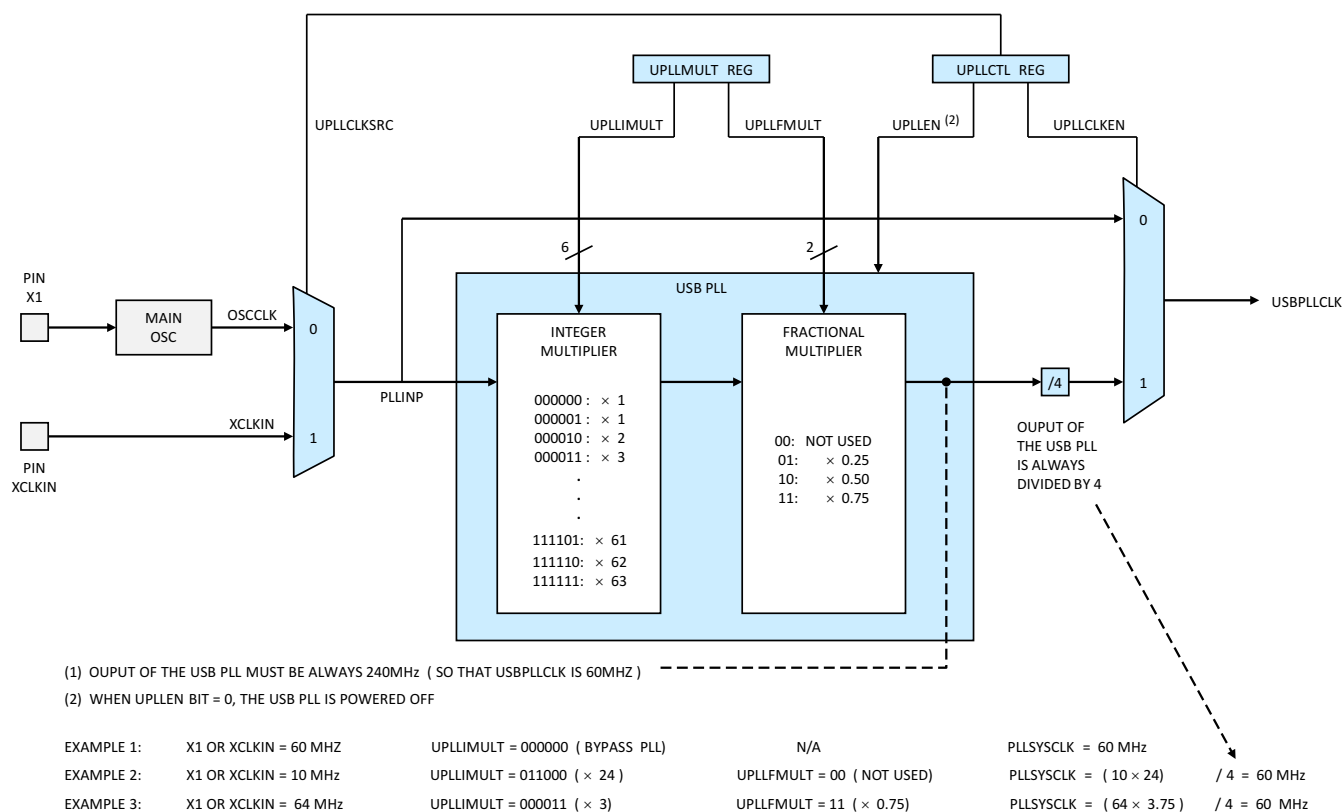 UPLLMULT REG
UPLLCTL REG
UPLLCLKSRC
UPLLIMULT
UPLLFMULT
UPLLEN (2)
UPLLCLKEN
0
6
2
PIN
X1
USB PLL
USBPLLCLK
MAIN
OSC
OSCCLK
0
INTEGER
MULTIPLIER
FRACTIONAL
MULTIPLIER
/4
1
PLLINP
XCLKIN
1
PIN
XCLKIN
000000 : × 1
000001 : × 1
000010 : × 2
000011 : × 3
.
.
.
111101: × 61
111110: × 62
111111: × 63
00: NOT USED
01: × 0.25
10: × 0.50
11: × 0.75
OUPUT OF
THE USB PLL
IS ALWAYS
DIVIDED BY 4
(1) OUPUT OF THE USB PLL MUST BE ALWAYS 240MHz ( SO THAT USBPLLCLK IS 60MHZ )
(2) WHEN UPLLEN BIT = 0, THE USB PLL IS POWERED OFF
EXAMPLE 1: X1 OR XCLKIN = 60 MHZ UPLLIMULT = 000000 ( BYPASS PLL) N/A PLLSYSCLK = 60 MHz
EXAMPLE 2: X1 OR XCLKIN = 10 MHz UPLLIMULT = 011000 ( × 24 ) UPLLFMULT = 00 ( NOT USED) PLLSYSCLK = ( 10 × 24) / 4 = 60 MHz
EXAMPLE 3: X1 OR XCLKIN = 64 MHz UPLLIMULT = 000011 ( × 3) UPLLFMULT = 11 ( × 0.75) PLLSYSCLK = ( 64 × 3.75 ) / 4 = 60 MHz